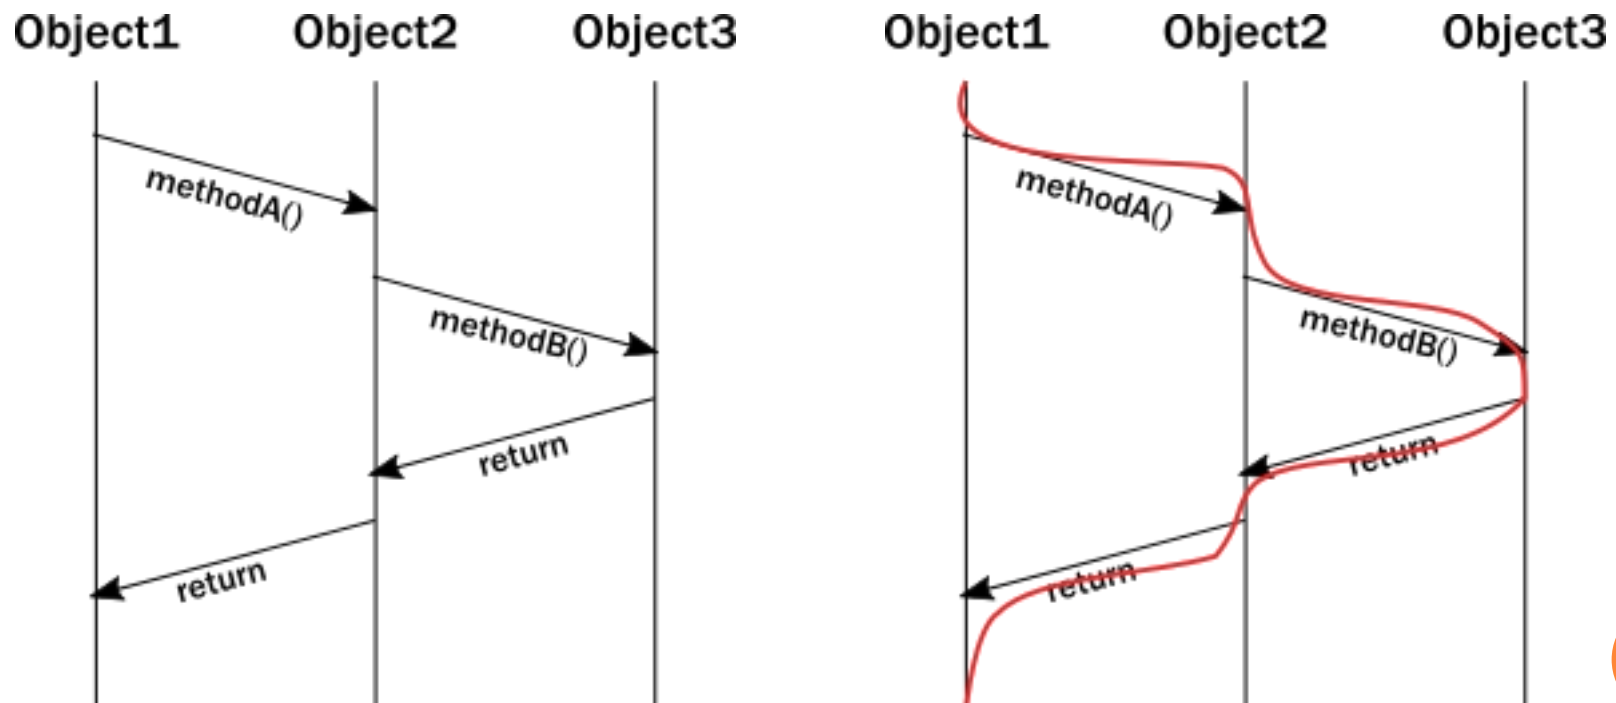 Object1 Object2 Object3
methodA()
methodB()
return
return
Object1 Object2 Object3
methodA()
methodB()
return
return